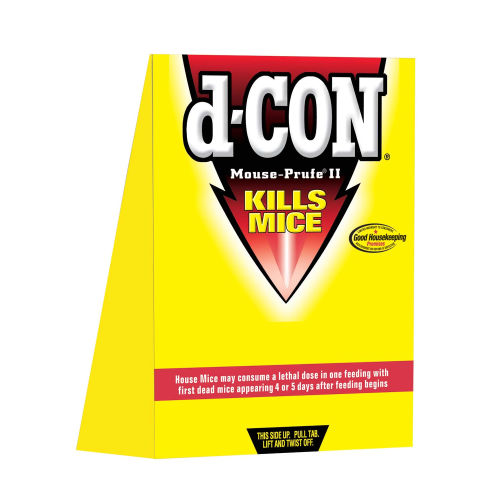 d-CON®
Mouse-Prufe® II
KILLS
MICE
Good Housekeeping
Promises
House Mice may consume a lethal dose in one feeding with
first dead mice appearing 4 or 5 days after feeding begins
THIS SIDE UP. PULL TAB.
LIFT AND TWIST OFF.